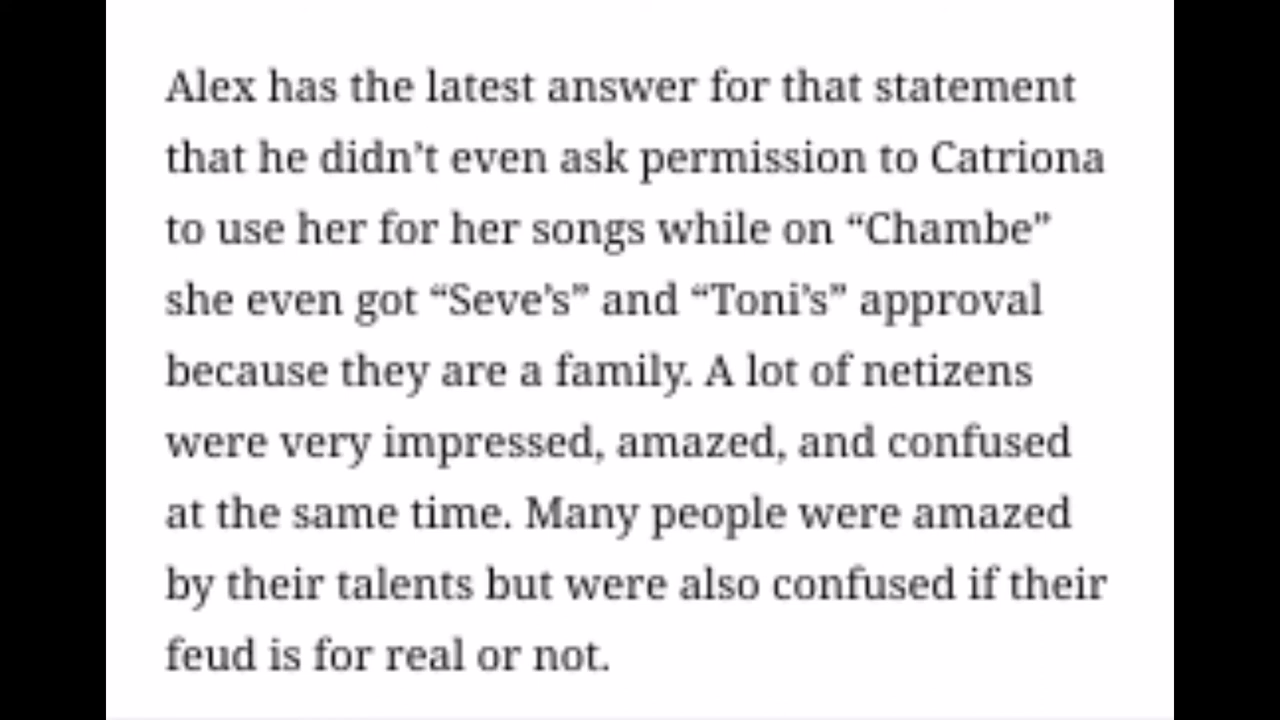 Alex has the latest answer for that statement
that he didn’t even ask permission to Catriona
to use her for her songs while on “Chambe”
she even got “Seve’s” and “Toni’s” approval
because they are a family. A lot of netizens
were very impressed, amazed, and confused
at the same time. Many people were amazed
by their talents but were also confused if their
feud is for real or not.